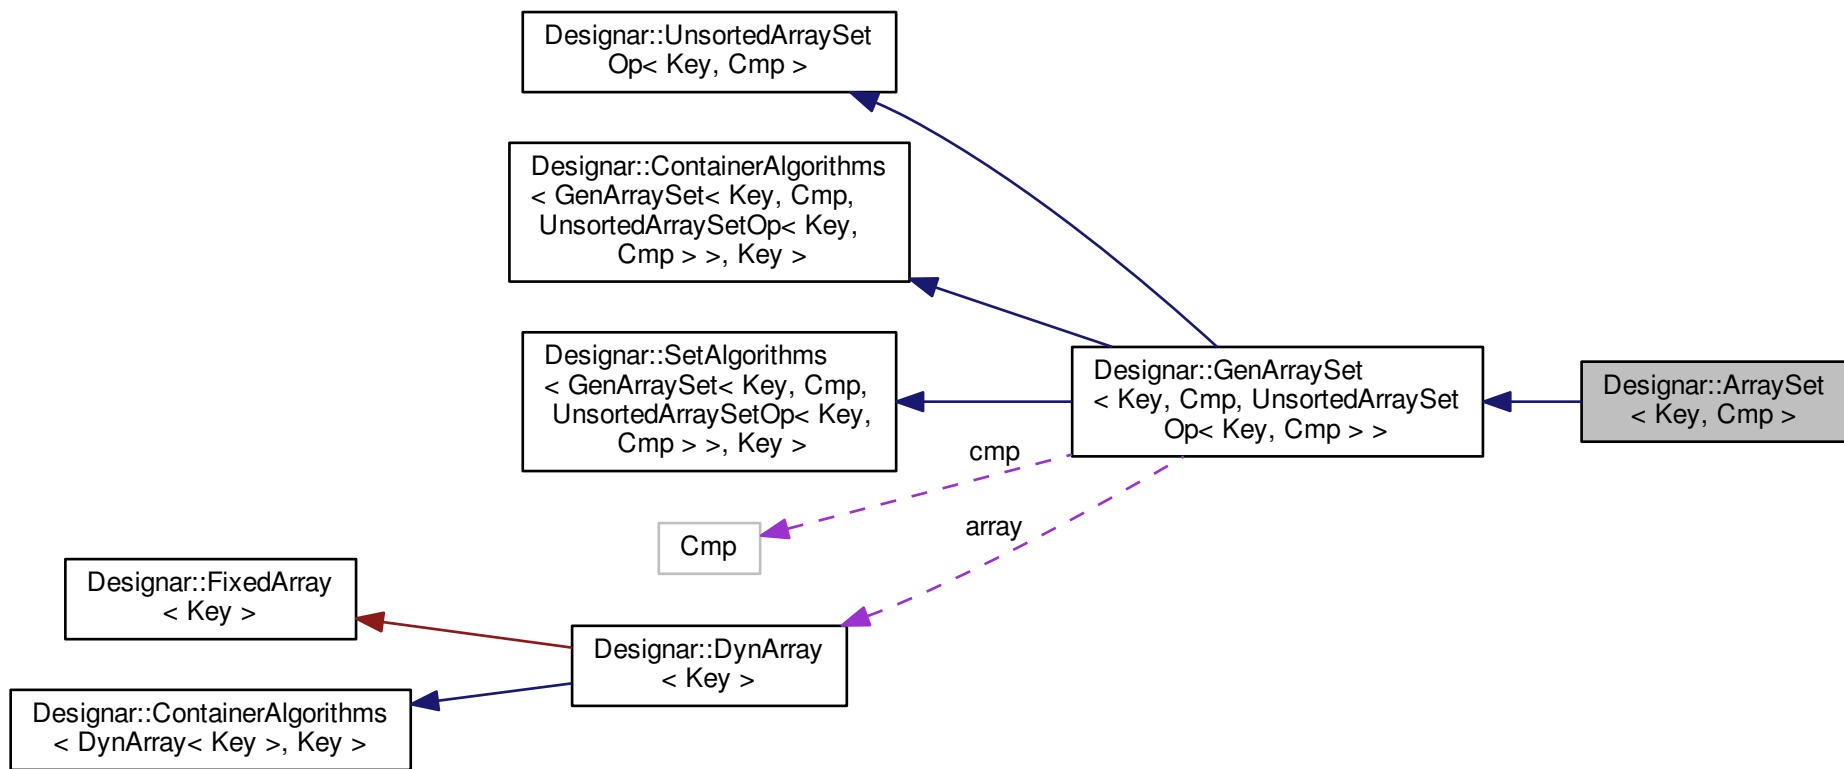 Designar::UnsortedArraySet
Op< Key, Cmp >
Designar::ContainerAlgorithms
< GenArraySet< Key, Cmp,
UnsortedArraySetOp< Key,
Cmp > >, Key >
Designar::SetAlgorithms
< GenArraySet< Key, Cmp,
UnsortedArraySetOp< Key,
Cmp > >, Key >
Designar::GenArraySet
< Key, Cmp, UnsortedArraySet
Op< Key, Cmp > >
Designar::ArraySet
< Key, Cmp >
cmp
Cmp
array
Designar::FixedArray
< Key >
Designar::DynArray
< Key >
Designar::ContainerAlgorithms
< DynArray< Key >, Key >